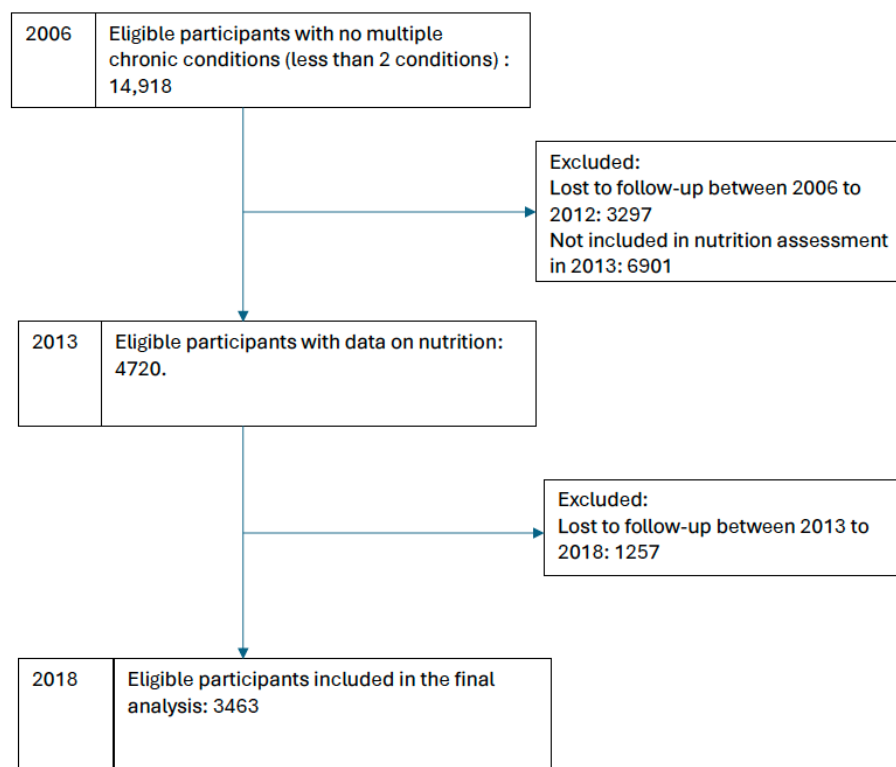 2006
Eligible participants with no multiple
chronic conditions (less than 2 conditions) :
14,918
Excluded:
Lost to follow-up between 2006 to
2012: 3297
Not included in nutrition assessment
in 2013: 6901
2013
Eligible participants with data on nutrition:
4720.
Excluded:
Lost to follow-up between 2013 to
2018: 1257
2018
Eligible participants included in the final
analysis: 3463